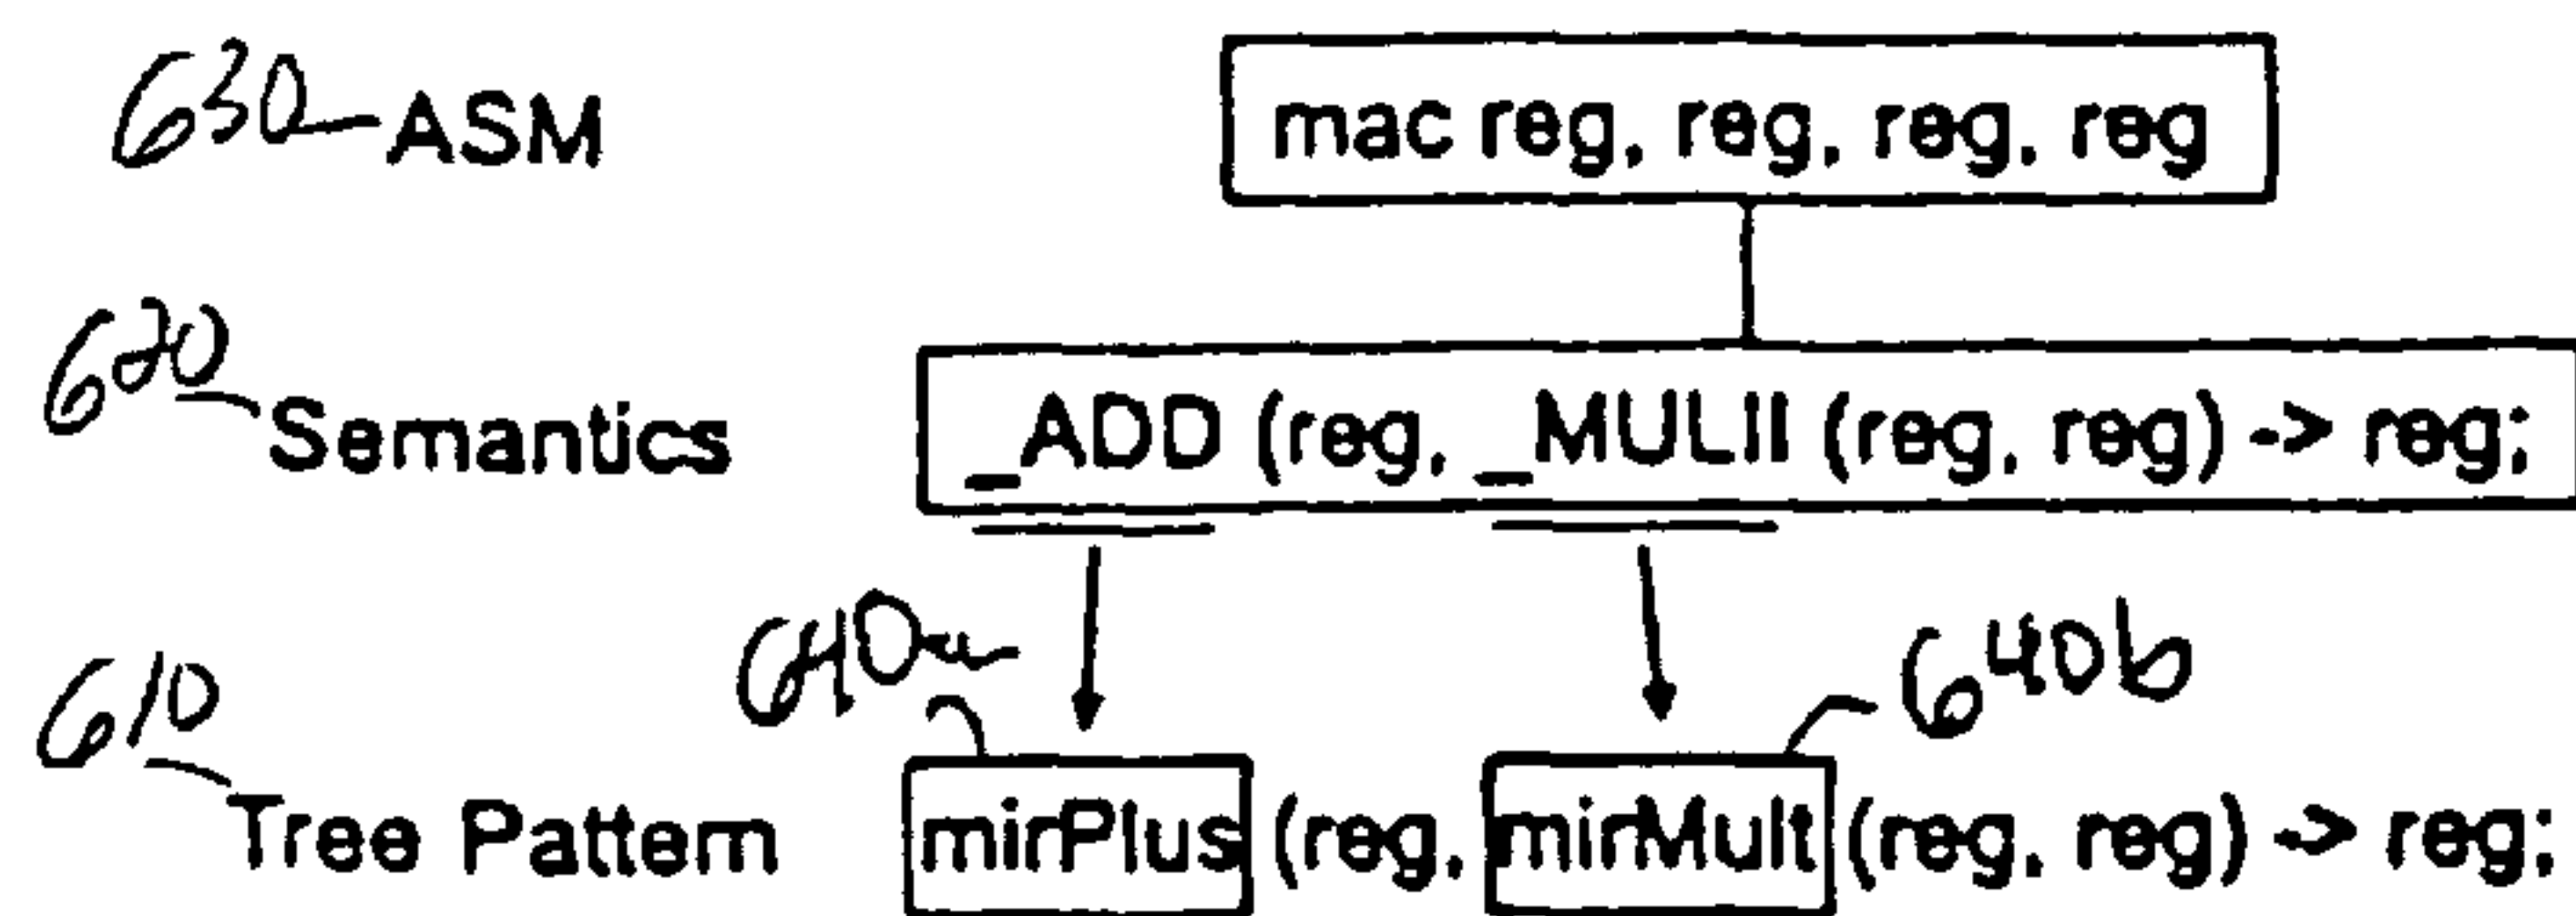 630 ASM
mac reg, reg, reg, reg
620 Semantics
_ADD (reg, _MULII (reg, reg) -> reg;
640a
640b
610 Tree Pattern
mirPlus (reg, mirMult (reg, reg) -> reg;